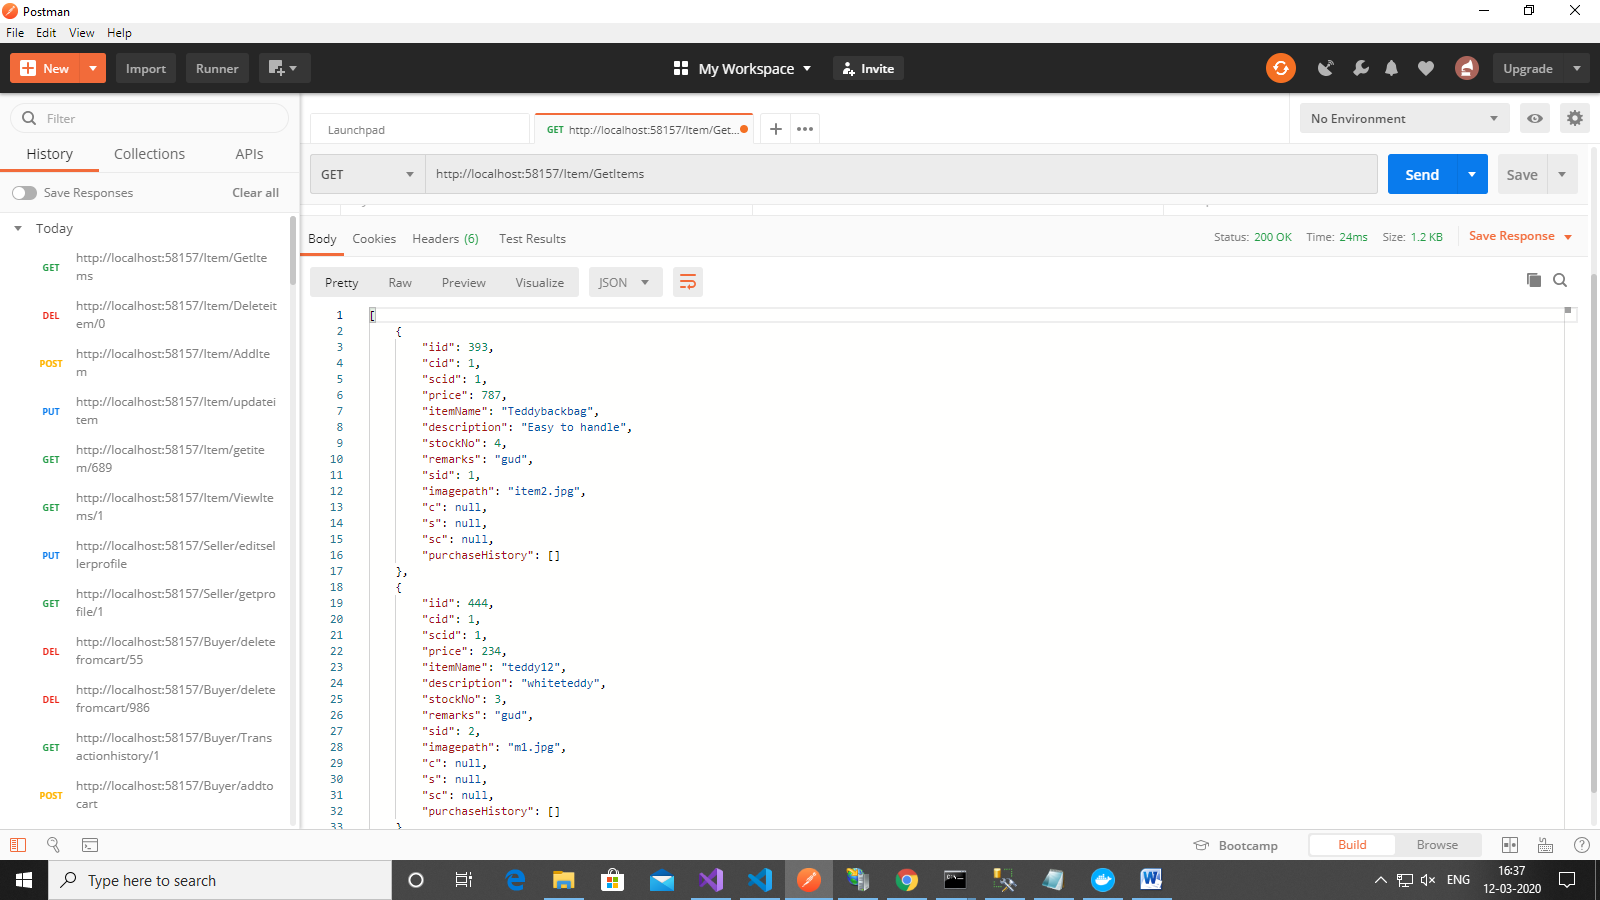 Postman
File Edit View Help
New Import Runner My Workspace Invite Upgrade
Filter
History Collections APIs
Save Responses Clear all
Today
GET http://localhost:58157/Item/GetIte
ms
DEL http://localhost:58157/Item/Deleteit
em/0
POST http://localhost:58157/Item/AddIte
m
PUT http://localhost:58157/Item/updatei
tem
GET http://localhost:58157/Item/getite
m/689
GET http://localhost:58157/Item/ViewIte
ms/1
PUT http://localhost:58157/Seller/editsel
lerprofile
GET http://localhost:58157/Seller/getpro
file/1
DEL http://localhost:58157/Buyer/delete
fromcart/55
DEL http://localhost:58157/Buyer/delete
fromcart/986
GET http://localhost:58157/Buyer/Trans
actionhistory/1
POST http://localhost:58157/Buyer/addto
cart
Launchpad GET http://localhost:58157/Item/Get... No Environment
GET http://localhost:58157/Item/GetItems Send Save
Body Cookies Headers (6) Test Results Status: 200 OK Time: 24ms Size: 1.2 KB Save Response
Pretty Raw Preview Visualize JSON
1 [
2 {
3 "iid": 393,
4 "cid": 1,
5 "scid": 1,
6 "price": 787,
7 "itemName": "Teddybackbag",
8 "description": "Easy to handle",
9 "stockNo": 4,
10 "remarks": "gud",
11 "sid": 1,
12 "imagepath": "item2.jpg",
13 "c": null,
14 "s": null,
15 "sc": null,
16 "purchaseHistory": []
17 },
18 {
19 "iid": 444,
20 "cid": 1,
21 "scid": 1,
22 "price": 234,
23 "itemName": "teddy12",
24 "description": "whiteteddy",
25 "stockNo": 3,
26 "remarks": "gud",
27 "sid": 2,
28 "imagepath": "m1.jpg",
29 "c": null,
30 "s": null,
31 "sc": null,
32 "purchaseHistory": []
33 }
Bootcamp Build Browse
Type here to search ENG 16:37
12-03-2020